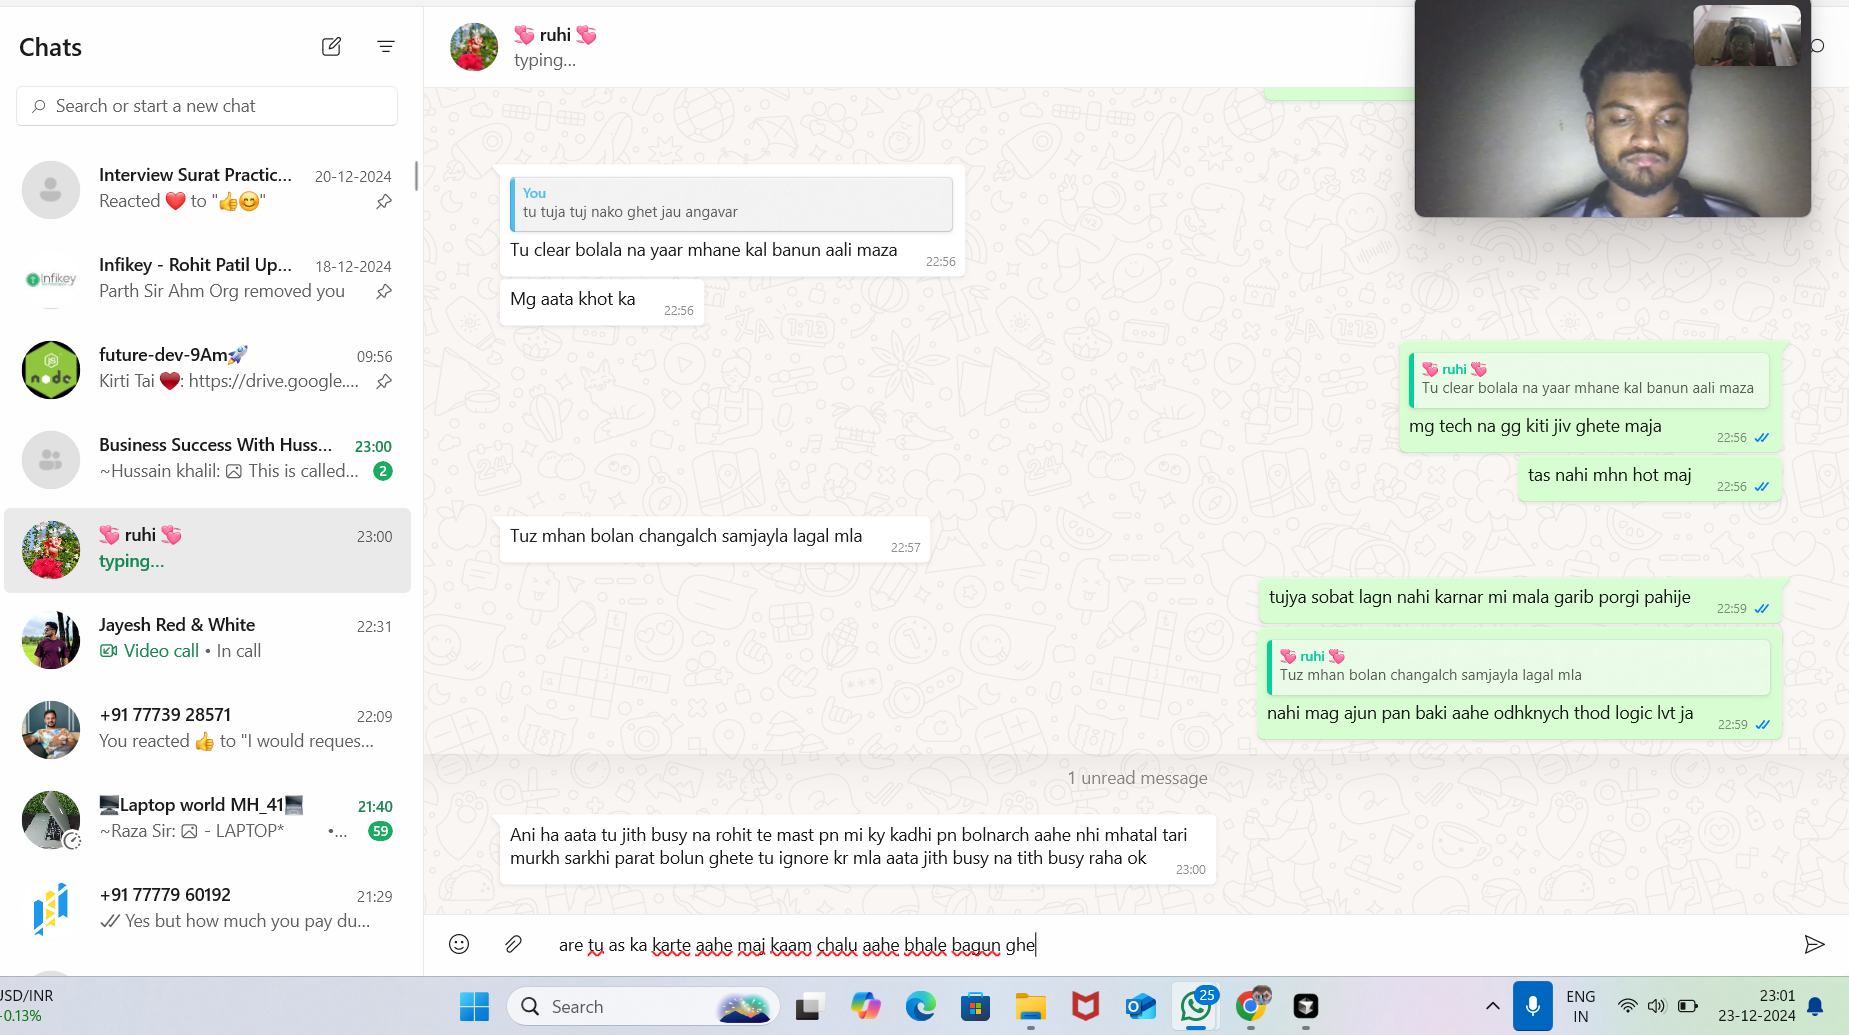 Chats
Search or start a new chat
Interview Surat Practic...
20-12-2024
Reacted ❤️ to "👍😊"
Infikey - Rohit Patil Up...
18-12-2024
Parth Sir Ahm Org removed you
future-dev-9Am🚀
09:56
Kirti Tai ❤️: https://drive.google....
Business Success With Huss...
23:00
~Hussain khalil: This is called...
2
💞 ruhi 💞
23:00
typing...
Jayesh Red & White
22:31
Video call • In call
+91 77739 28571
22:09
You reacted 👍 to "I would reques...
🖥️Laptop world MH_41💻
21:40
~Raza Sir: - LAPTOP* •...
59
+91 77779 60192
21:29
Yes but how much you pay du...
💞 ruhi 💞
typing...
You
tu tuja tuj nako ghet jau angavar
Tu clear bolala na yaar mhane kal banun aali maza
22:56
Mg aata khot ka
22:56
💞 ruhi 💞
Tu clear bolala na yaar mhane kal banun aali maza
mg tech na gg kiti jiv ghete maja
22:56
tas nahi mhn hot maj
22:56
Tuz mhan bolan changalch samjayla lagal mla
22:57
tujya sobat lagn nahi karnar mi mala garib porgi pahije
22:59
💞 ruhi 💞
Tuz mhan bolan changalch samjayla lagal mla
nahi mag ajun pan baki aahe odhknych thod logic lvt ja
22:59
1 unread message
Ani ha aata tu jith busy na rohit te mast pn mi ky kadhi pn bolnarch aahe nhi mhatal tari
murkh sarkhi parat bolun ghete tu ignore kr mla aata jith busy na tith busy raha ok
23:00
are tu as ka karte aahe maj kaam chalu aahe bhale bagun ghe
USD/INR
-0.13%
Search
25
ENG
IN
23:01
23-12-2024